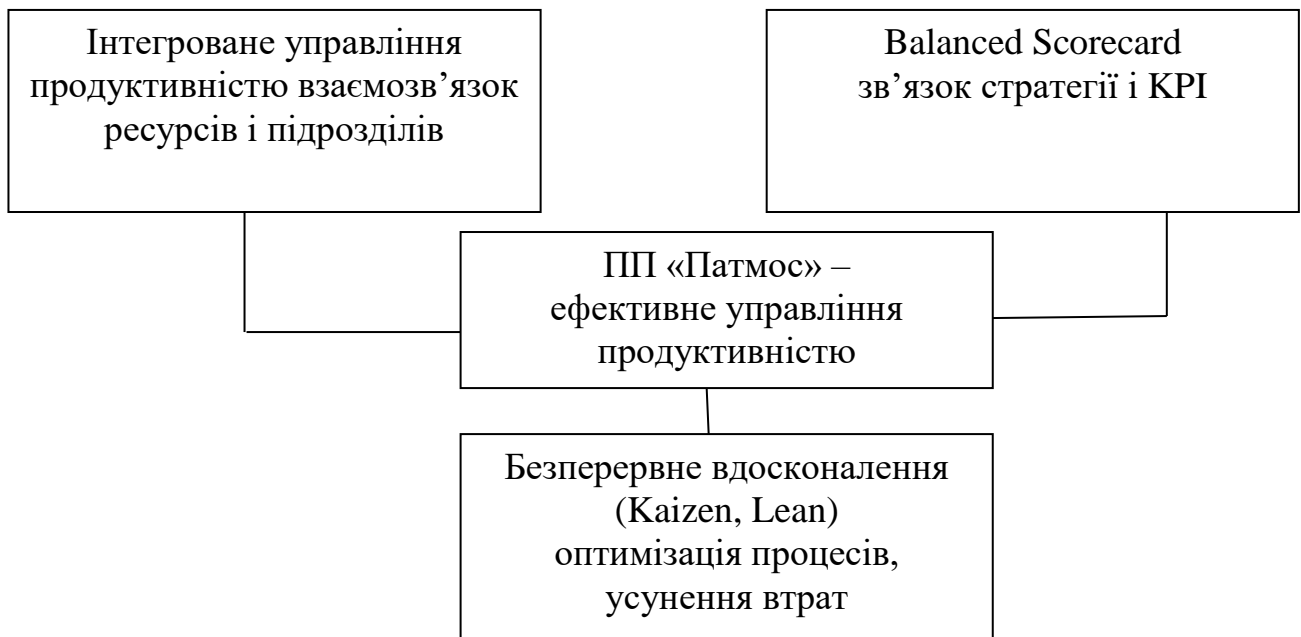 Інтегроване управління
продуктивністю взаємозв’язок
ресурсів і підрозділів
Balanced Scorecard
зв’язок стратегії і KPI
ПП «Патмос» –
ефективне управління
продуктивністю
Безперервне вдосконалення
(Kaizen, Lean)
оптимізація процесів,
усунення втрат